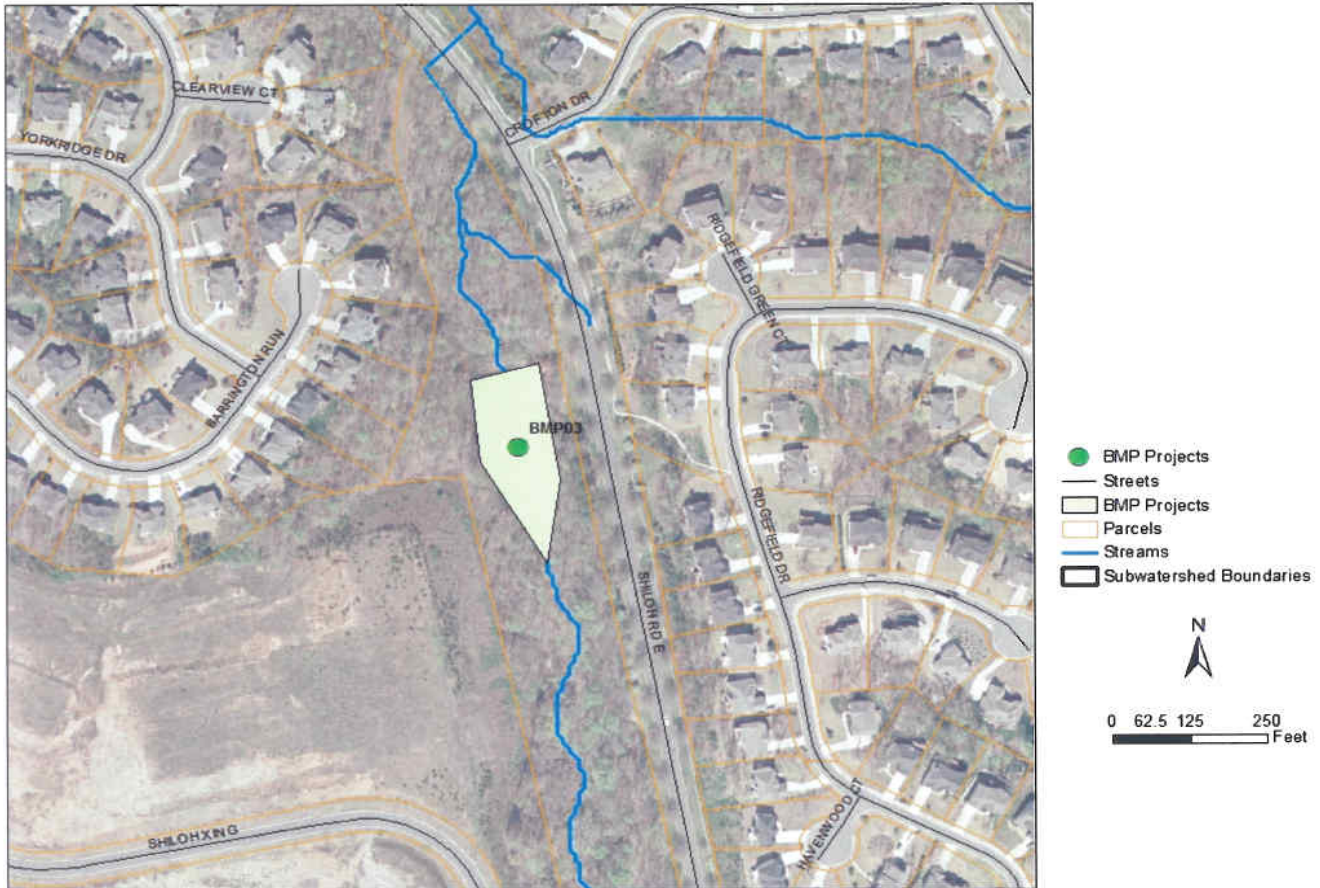 CLEARVIEW CT
YORKRIDGE DR
CROFTON DR
RIDGEFIELD GREEN CT
BARRINGTON RUN
BMP03
RIDGEFIELD DR
SHILOH RD E
SHILOH XING
HAVENWOOD CT
BMP Projects
Streets
BMP Projects
Parcels
Streams
Subwatershed Boundaries
N
0 62.5 125 250
Feet